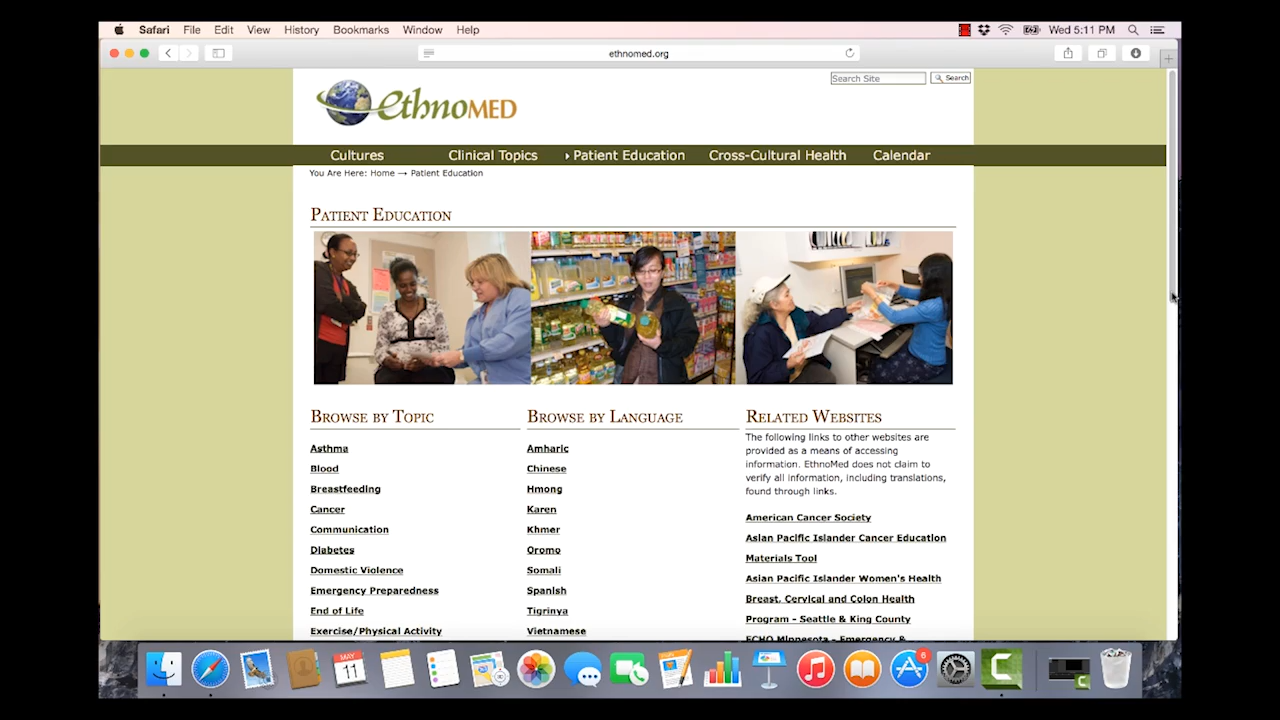 Safari File Edit View History Bookmarks Window Help Wed 5:11 PM
ethnomed.org
ethnoMED
Search Site Search
Cultures Clinical Topics Patient Education Cross-Cultural Health Calendar
You Are Here: Home → Patient Education
PATIENT EDUCATION
BROWSE BY TOPIC
Asthma
Blood
Breastfeeding
Cancer
Communication
Diabetes
Domestic Violence
Emergency Preparedness
End of Life
Exercise/Physical Activity
BROWSE BY LANGUAGE
Amharic
Chinese
Hmong
Karen
Khmer
Oromo
Somali
Spanish
Tigrinya
Vietnamese
RELATED WEBSITES
The following links to other websites are
provided as a means of accessing
information. EthnoMed does not claim to
verify all information, including translations,
found through links.
American Cancer Society
Asian Pacific Islander Cancer Education
Materials Tool
Asian Pacific Islander Women's Health
Breast, Cervical and Colon Health
Program - Seattle & King County
ECHO Minnesota - Emergency &
MAY
11
6